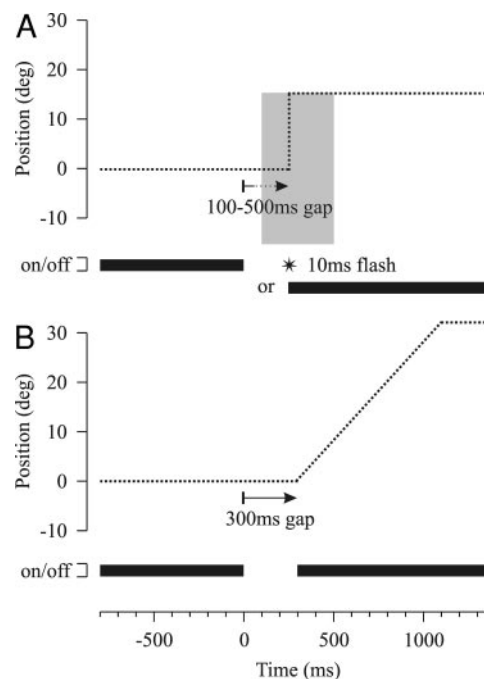 A
30
20
10
0
-10
Position (deg)
100-500ms gap
on/off
10ms flash
or
B
30
20
10
0
-10
Position (deg)
300ms gap
on/off
-500 0 500 1000
Time (ms)